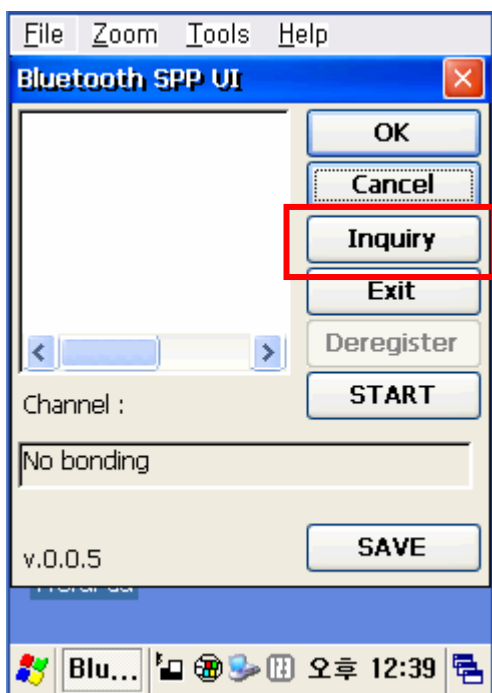 File Zoom Tools Help
Bluetooth SPP UI
OK
Cancel
Inquiry
Exit
Deregister
START
Channel :
No bonding
v.0.0.5
SAVE
Blu...
오후 12:39